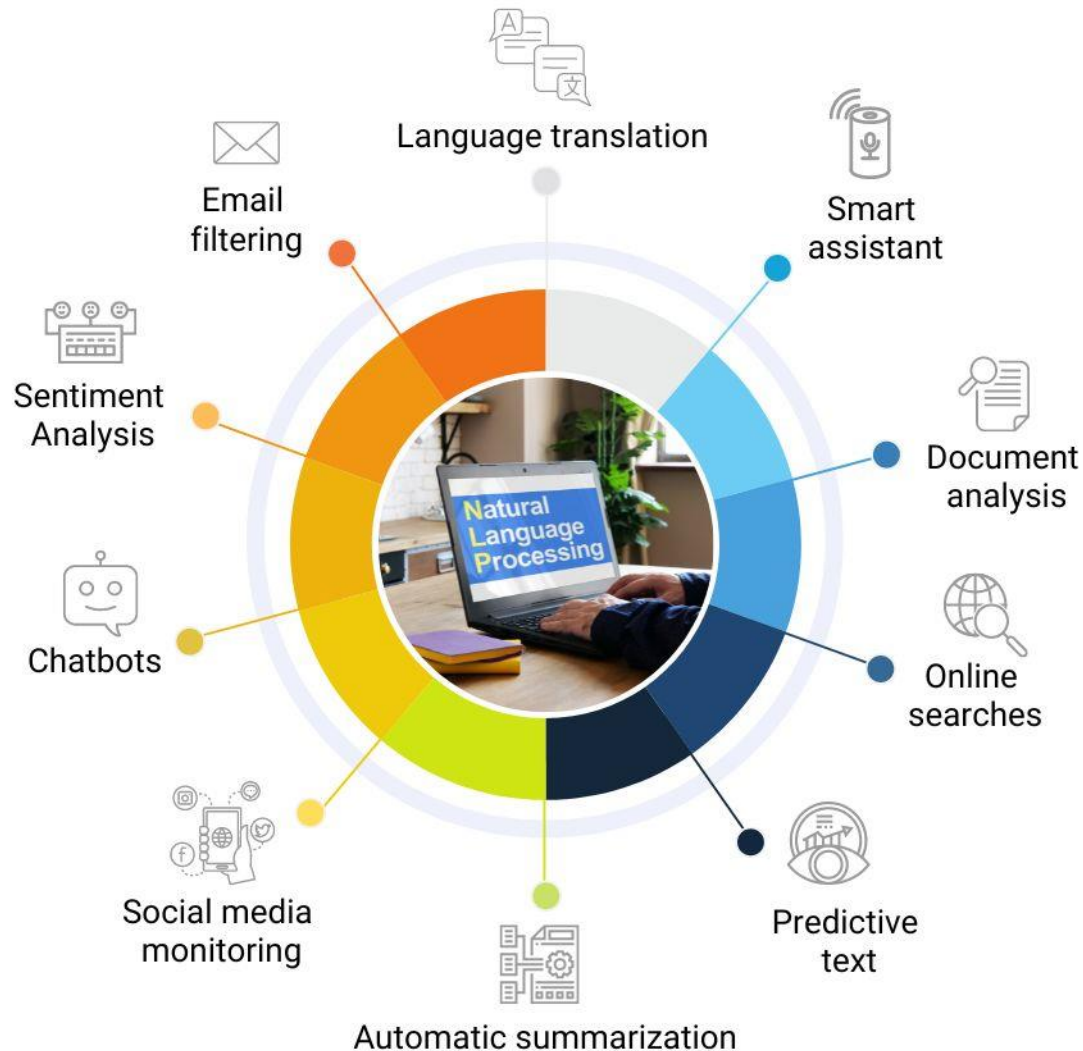 A
文
Language translation
Smart
assistant
Document
analysis
Online
searches
Predictive
text
Automatic summarization
Social media
monitoring
Chatbots
Sentiment
Analysis
Email
filtering
Natural
Language
Processing